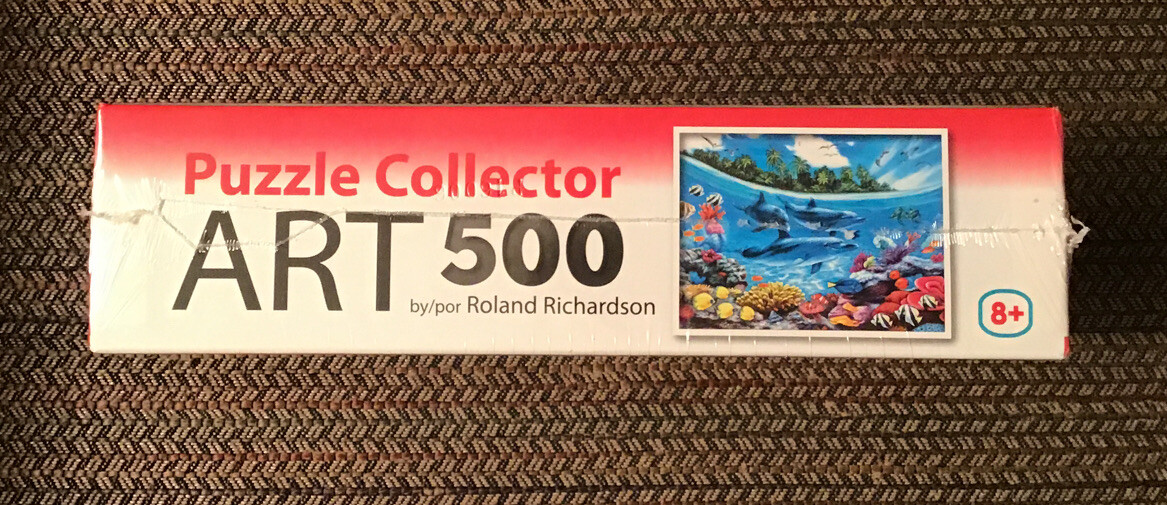 Puzzle Collector
ART 500
by/por Roland Richardson
8+